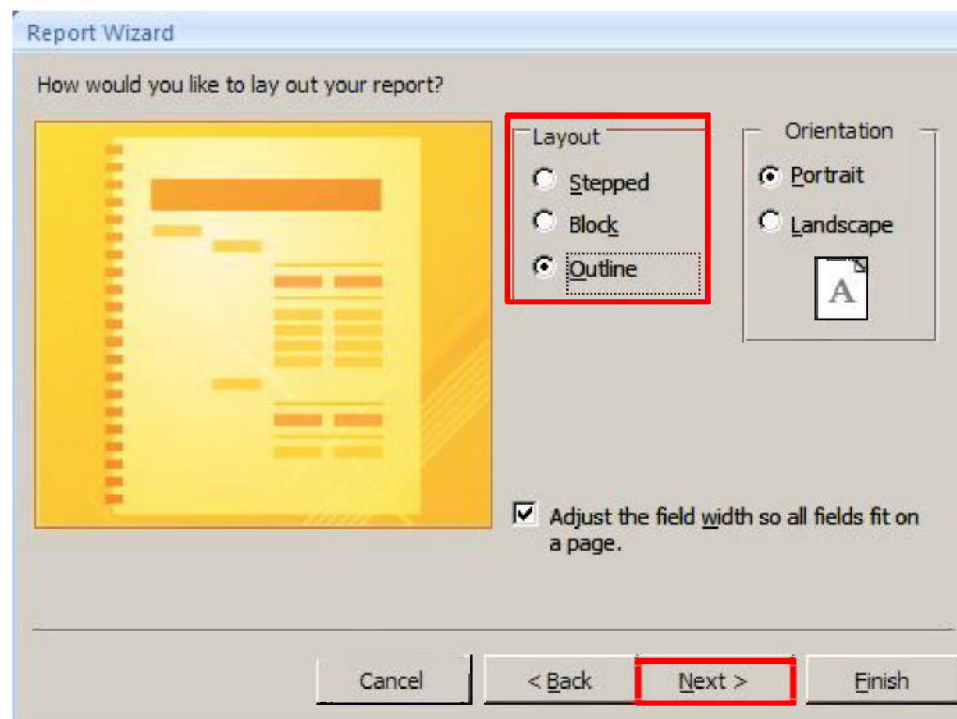 Report Wizard
How would you like to lay out your report?
Layout
Stepped
Block
Outline
Orientation
Portrait
Landscape
A
Adjust the field width so all fields fit on
a page.
Cancel
< Back
Next >
Finish